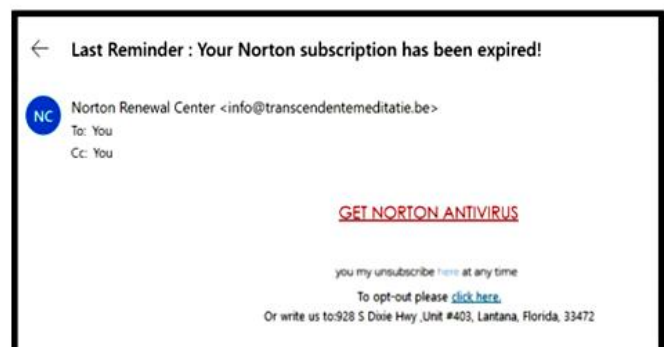 Last Reminder : Your Norton subscription has been expired!
NC
Norton Renewal Center <info@transcendentemeditatie.be>
To: You
Cc: You
GET NORTON ANTIVIRUS
you my unsubscribe here at any time
To opt-out please click here.
Or write us to:928 S Dixie Hwy ,Unit #403, Lantana, Florida, 33472